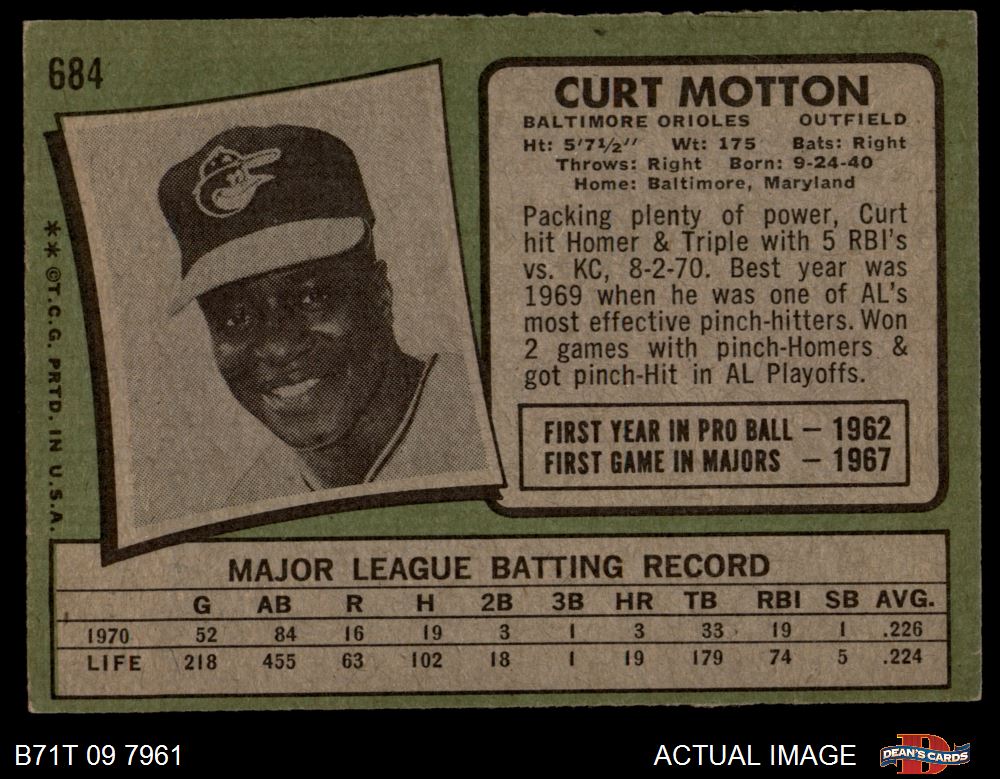 684
CURT MOTTON
BALTIMORE ORIOLES OUTFIELD
Ht: 5'7½" Wt: 175 Bats: Right
Throws: Right Born: 9-24-40
Home: Baltimore, Maryland
Packing plenty of power, Curt
hit Homer & Triple with 5 RBI's
vs. KC, 8-2-70. Best year was
1969 when he was one of AL's
most effective pinch-hitters. Won
2 games with pinch-Homers &
got pinch-Hit in AL Playoffs.
FIRST YEAR IN PRO BALL — 1962
FIRST GAME IN MAJORS — 1967
** ©T.C.G. PRTD. IN U.S.A.
MAJOR LEAGUE BATTING RECORD
G AB R H 2B 3B HR TB RBI SB AVG.
1970 52 84 16 19 3 1 3 33 19 1 .226
LIFE 218 455 63 102 18 1 19 179 74 5 .224
B71T 09 7961
ACTUAL IMAGE
DEAN'S CARDS